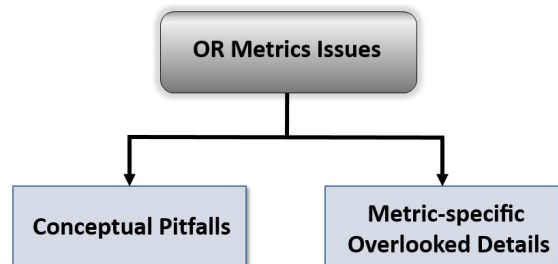 OR Metrics Issues
Conceptual Pitfalls
Metric-specific
Overlooked Details